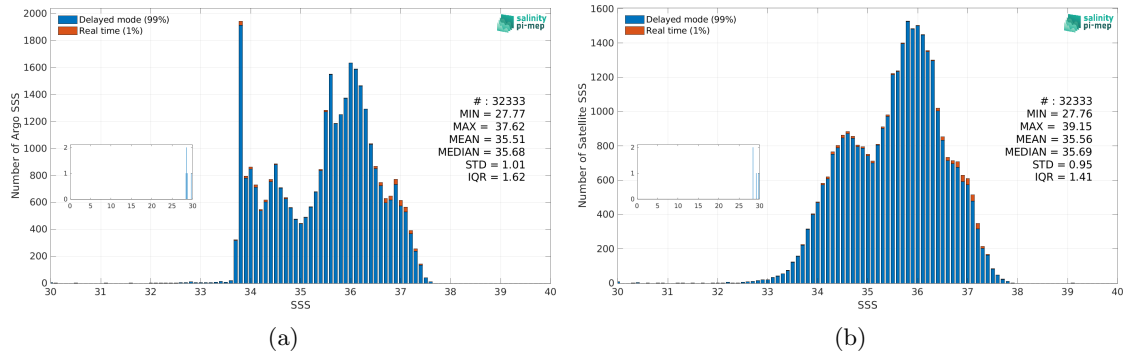 Delayed mode (99%)
Real time (1%)
salinity
pi-mep
Number of Argo SSS
2000
1800
1600
1400
1200
1000
800
600
400
200
0
# : 32333
MIN = 27.77
MAX = 37.62
MEAN = 35.51
MEDIAN = 35.68
STD = 1.01
IQR = 1.62
2
1
0
0 5 10 15 20 25 30
30 31 32 33 34 35 36 37 38 39 40
SSS
(a)
Delayed mode (99%)
Real time (1%)
salinity
pi-mep
Number of Satellite SSS
1600
1400
1200
1000
800
600
400
200
0
# : 32333
MIN = 27.76
MAX = 39.15
MEAN = 35.56
MEDIAN = 35.69
STD = 0.95
IQR = 1.41
2
1
0
0 5 10 15 20 25 30
30 31 32 33 34 35 36 37 38 39 40
SSS
(b)